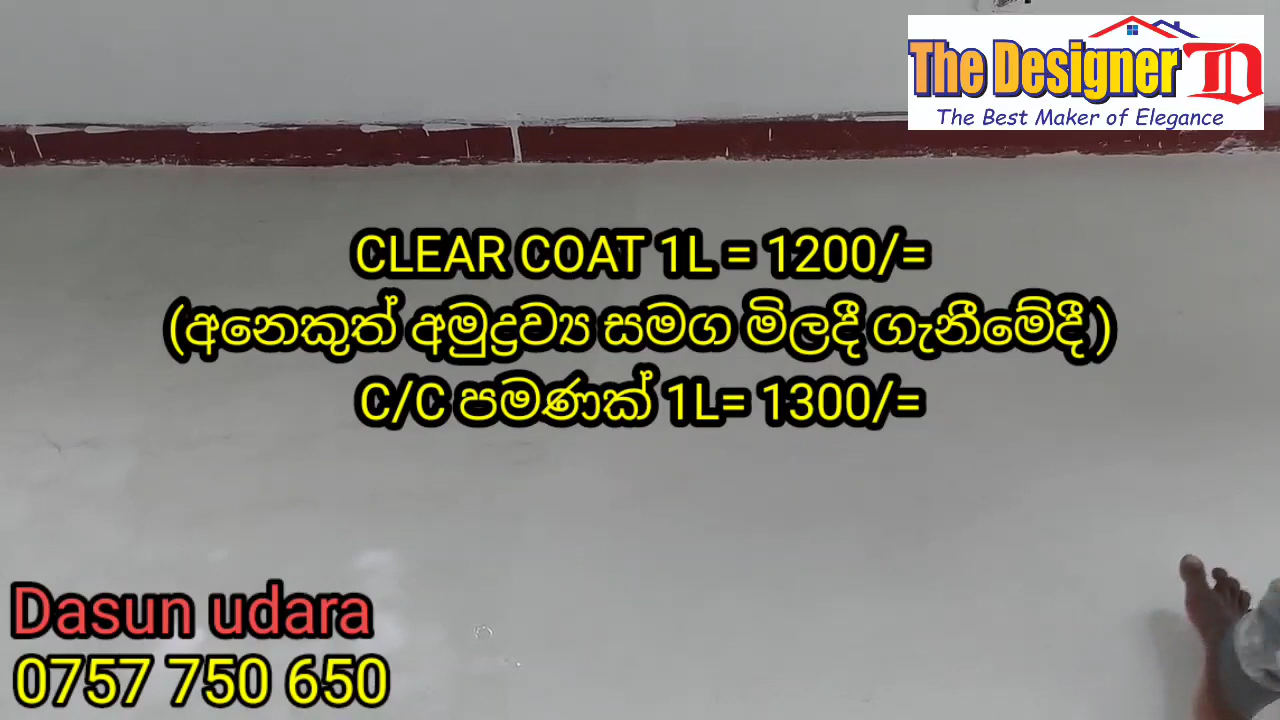 The Designer D
The Best Maker of Elegance
CLEAR COAT 1L = 1200/=
(අනෙකුත් අමුද්‍රව්‍ය සමග මිලදී ගැනීමේදී )
C/C පමණක් 1L= 1300/=
Dasun udara
0757 750 650